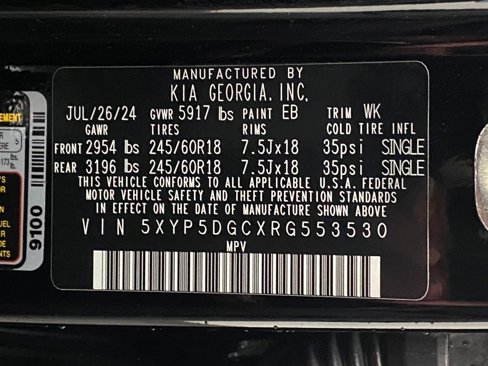 MANUFACTURED BY
KIA GEORGIA, INC.
JUL/26/24 GVWR 5917 lbs PAINT EB TRIM WK
GAWR TIRES RIMS COLD TIRE INFL
FRONT 2954 lbs 245/60R18 7.5Jx18 35psi SINGLE
REAR 3196 lbs 245/60R18 7.5Jx18 35psi SINGLE
THIS VEHICLE CONFORMS TO ALL APPLICABLE U.S.A. FEDERAL
MOTOR VEHICLE SAFETY AND THEFT PREVENTION STANDARDS
IN EFFECT ON THE DATE OF MANUFACTURE SHOWN ABOVE
VIN 5XYP5DGCXRG553530
MPV
9100